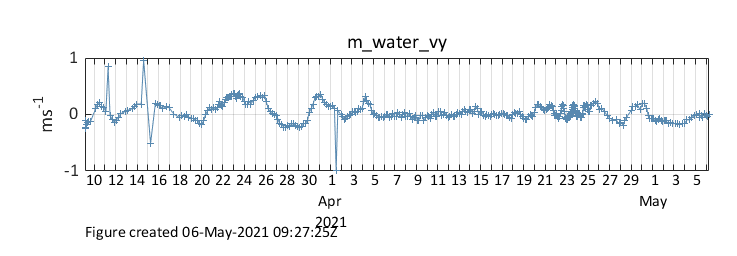 m_water_vy
1
0
-1
ms-1
10 12 14 16 18 20 22 24 26 28 30 1 3 5 7 9 11 13 15 17 19 21 23 25 27 29 1 3 5
Apr May
2021
Figure created 06-May-2021 09:27:25Z